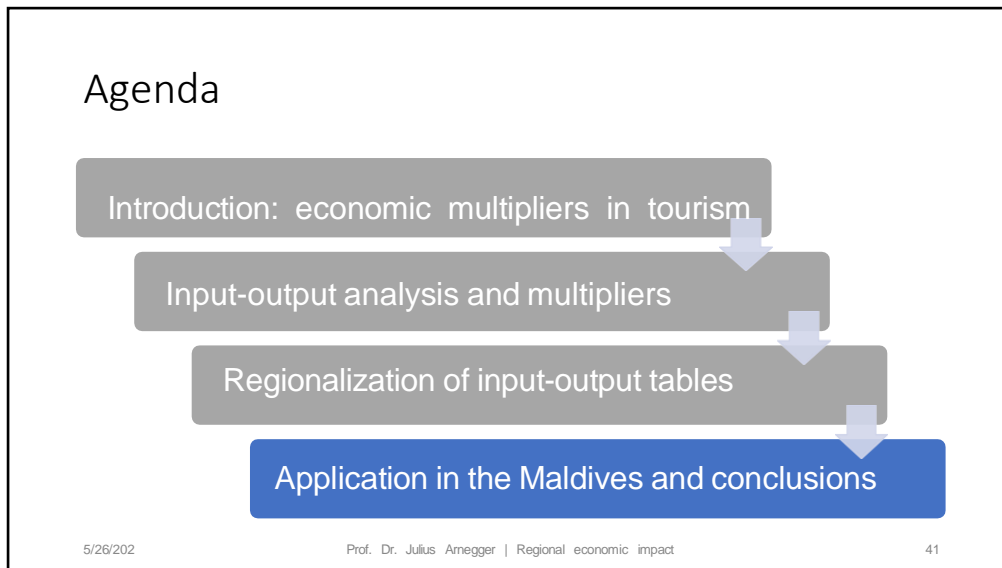 Agenda
Introduction: economic multipliers in tourism
Input-output analysis and multipliers
Regionalization of input-output tables
Application in the Maldives and conclusions
5/26/202
Prof. Dr. Julius Arnegger | Regional economic impact
41